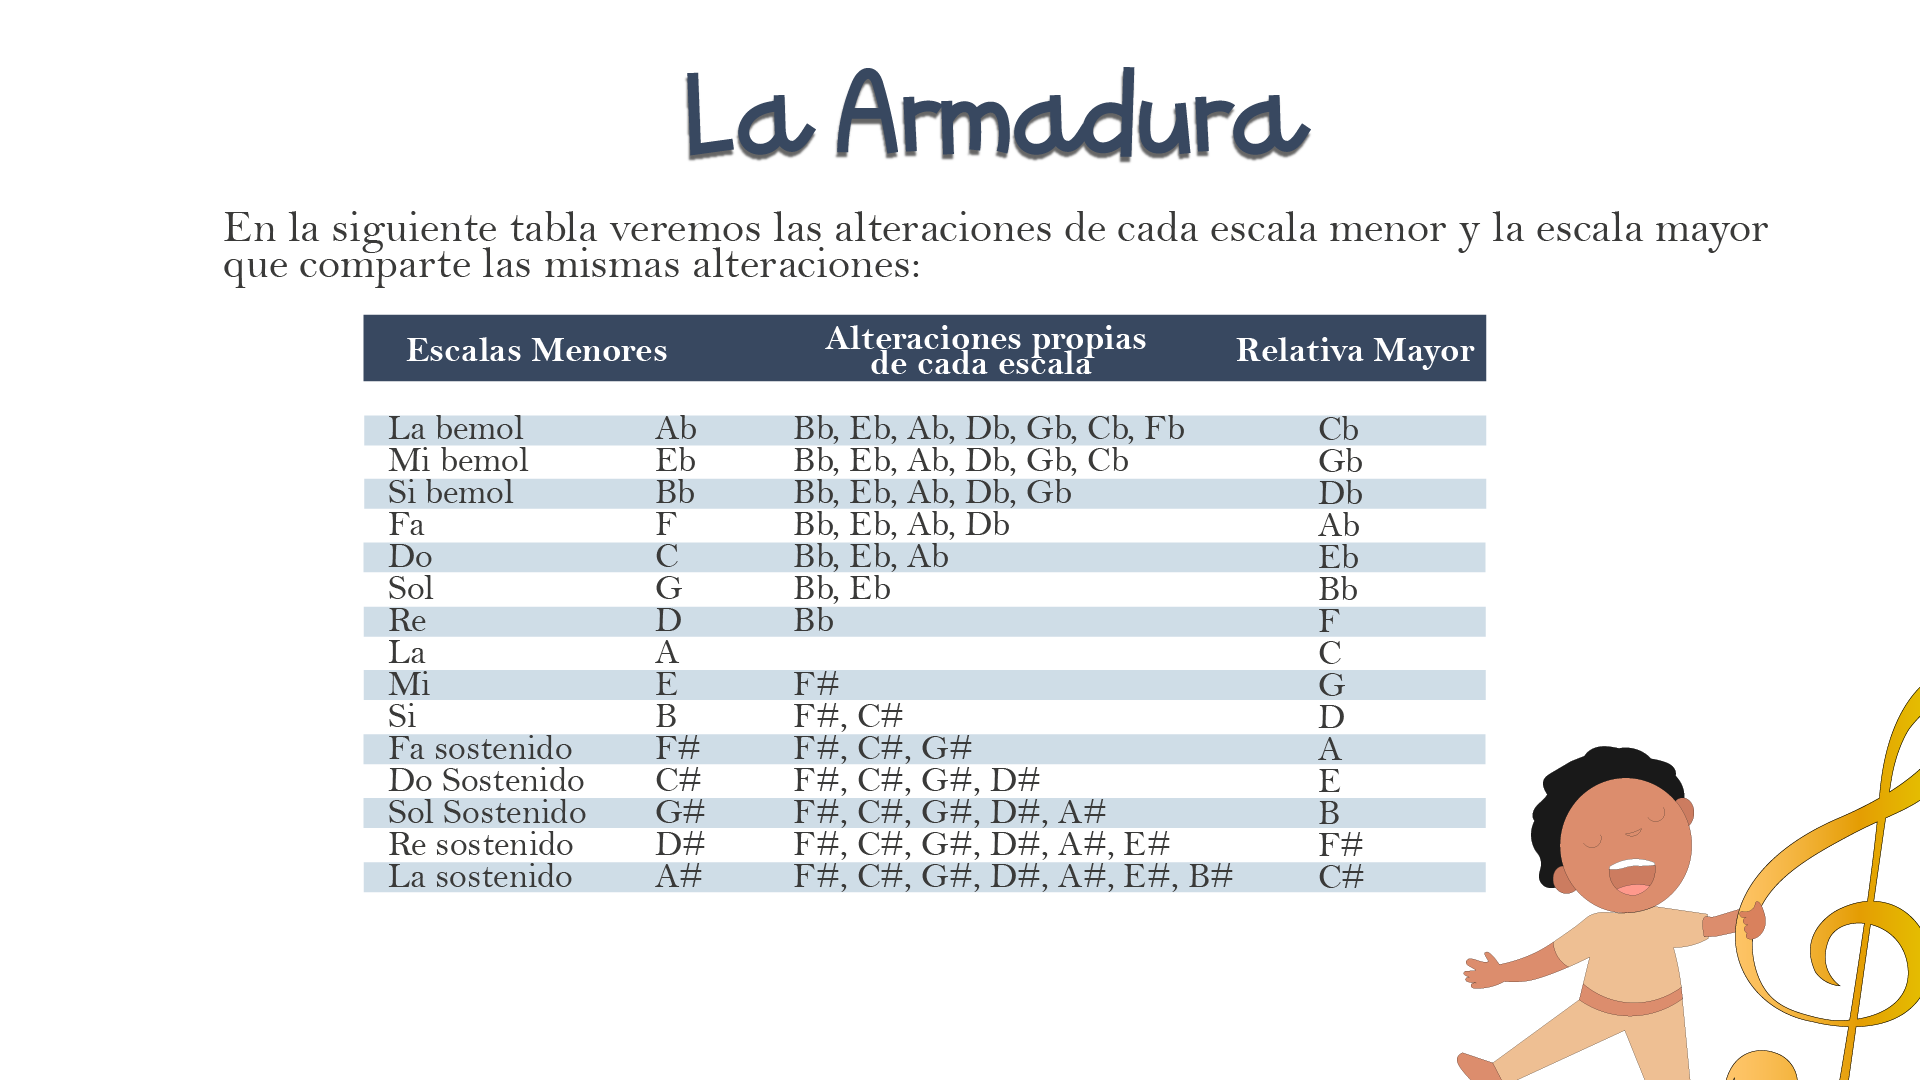 La Armadura
En la siguiente tabla veremos las alteraciones de cada escala menor y la escala mayor
que comparte las mismas alteraciones:
Escalas Menores Alteraciones propias de cada escala Relativa Mayor
La bemol Ab Bb, Eb, Ab, Db, Gb, Cb, Fb Cb
Mi bemol Eb Bb, Eb, Ab, Db, Gb, Cb Gb
Si bemol Bb Bb, Eb, Ab, Db, Gb Db
Fa F Bb, Eb, Ab, Db Ab
Do C Bb, Eb, Ab Eb
Sol G Bb, Eb Bb
Re D Bb F
La A C
Mi E F# G
Si B F#, C# D
Fa sostenido F# F#, C#, G# A
Do Sostenido C# F#, C#, G#, D# E
Sol Sostenido G# F#, C#, G#, D#, A# B
Re sostenido D# F#, C#, G#, D#, A#, E# F#
La sostenido A# F#, C#, G#, D#, A#, E#, B# C#